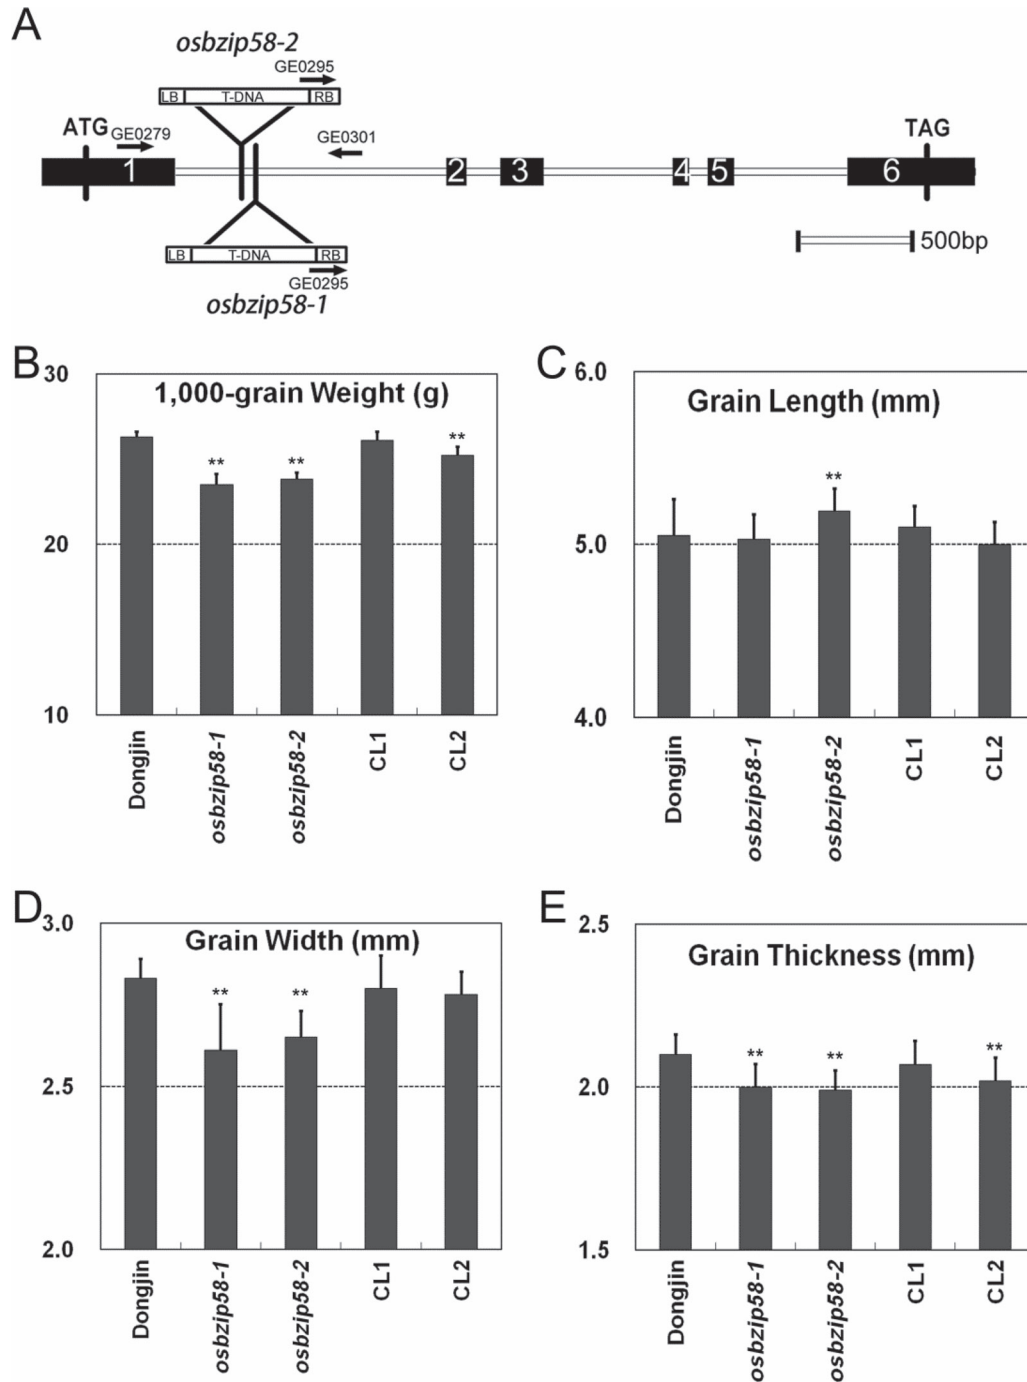 A
osbzip58-2
GE0295
LB T-DNA RB
ATG
GE0279
GE0301
TAG
1 2 3 4 5 6
LB T-DNA RB
GE0295
osbzip58-1
500bp
B
1,000-grain Weight (g)
30
20
10
** ** **
Dongjin osbzip58-1 osbzip58-2 CL1 CL2
C
Grain Length (mm)
6.0
5.0
4.0
**
Dongjin osbzip58-1 osbzip58-2 CL1 CL2
D
Grain Width (mm)
3.0
2.5
2.0
** **
Dongjin osbzip58-1 osbzip58-2 CL1 CL2
E
Grain Thickness (mm)
2.5
2.0
1.5
** ** **
Dongjin osbzip58-1 osbzip58-2 CL1 CL2